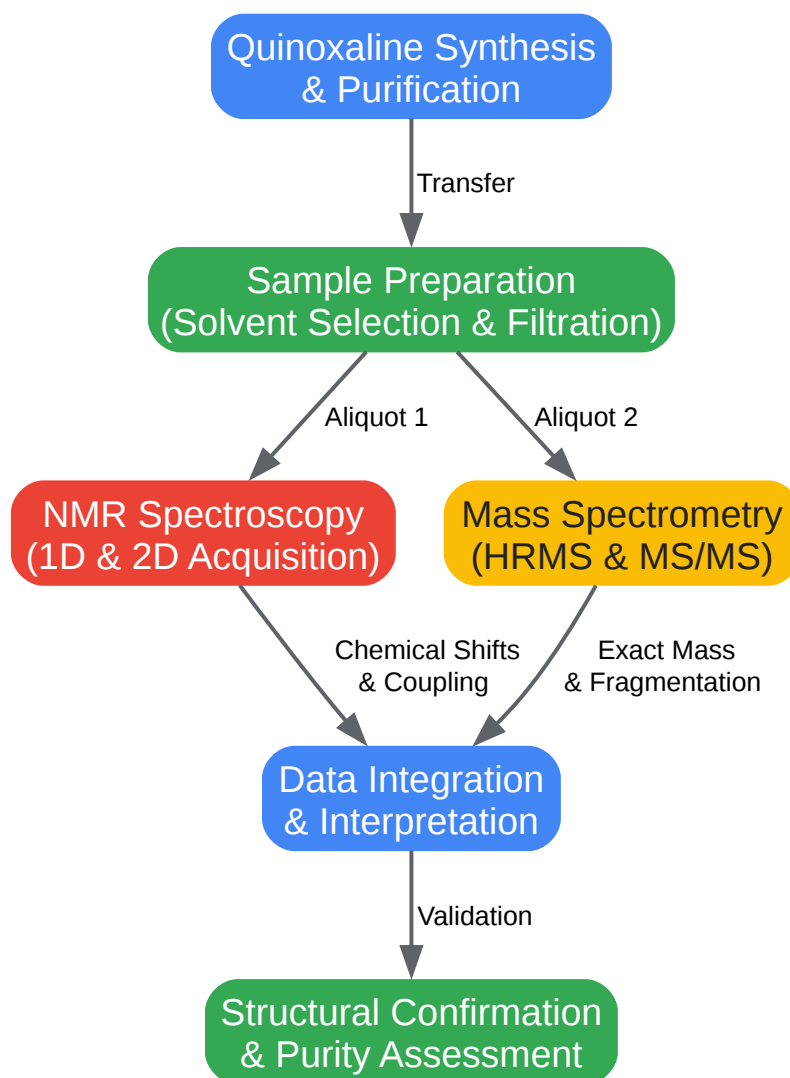 Quinoxaline Synthesis
& Purification
Transfer
Sample Preparation
(Solvent Selection & Filtration)
Aliquot 1
Aliquot 2
NMR Spectroscopy
(1D & 2D Acquisition)
Mass Spectrometry
(HRMS & MS/MS)
Chemical Shifts
& Coupling
Exact Mass
& Fragmentation
Data Integration
& Interpretation
Validation
Structural Confirmation
& Purity Assessment